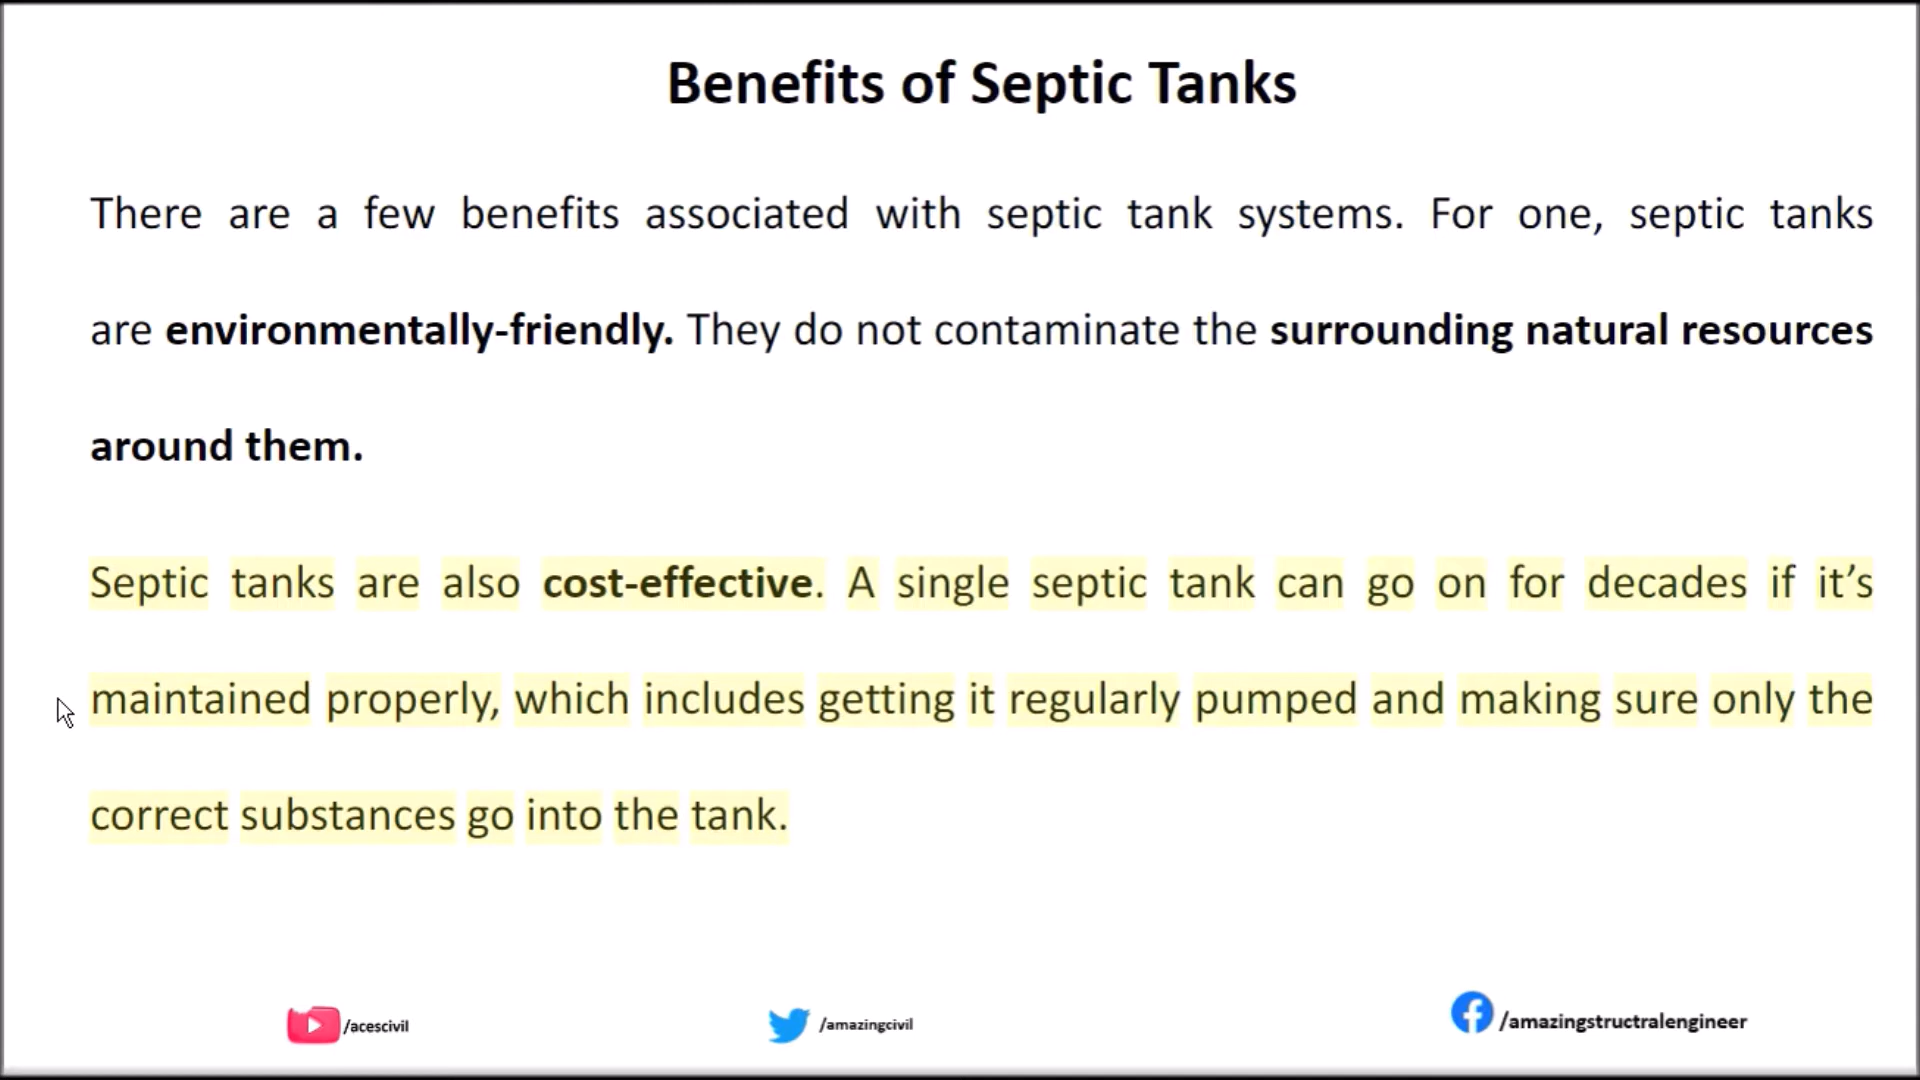 Benefits of Septic Tanks
There are a few benefits associated with septic tank systems. For one, septic tanks
are environmentally-friendly. They do not contaminate the surrounding natural resources
around them.
Septic tanks are also cost-effective. A single septic tank can go on for decades if it’s
maintained properly, which includes getting it regularly pumped and making sure only the
correct substances go into the tank.
/acescivil
/amazingcivil
/amazingstructralengineer